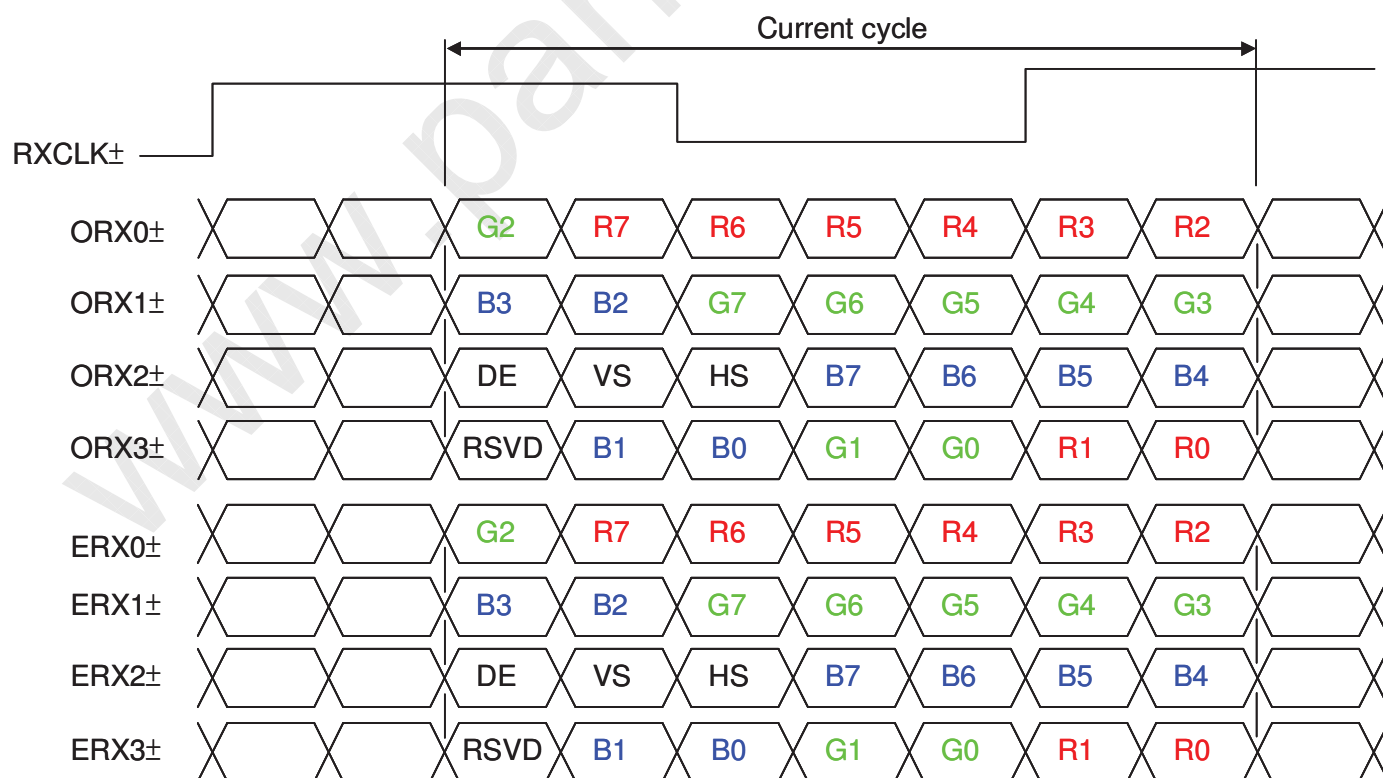 Current cycle
RXCLK±
ORX0± G2 R7 R6 R5 R4 R3 R2
ORX1± B3 B2 G7 G6 G5 G4 G3
ORX2± DE VS HS B7 B6 B5 B4
ORX3± RSVD B1 B0 G1 G0 R1 R0
ERX0± G2 R7 R6 R5 R4 R3 R2
ERX1± B3 B2 G7 G6 G5 G4 G3
ERX2± DE VS HS B7 B6 B5 B4
ERX3± RSVD B1 B0 G1 G0 R1 R0